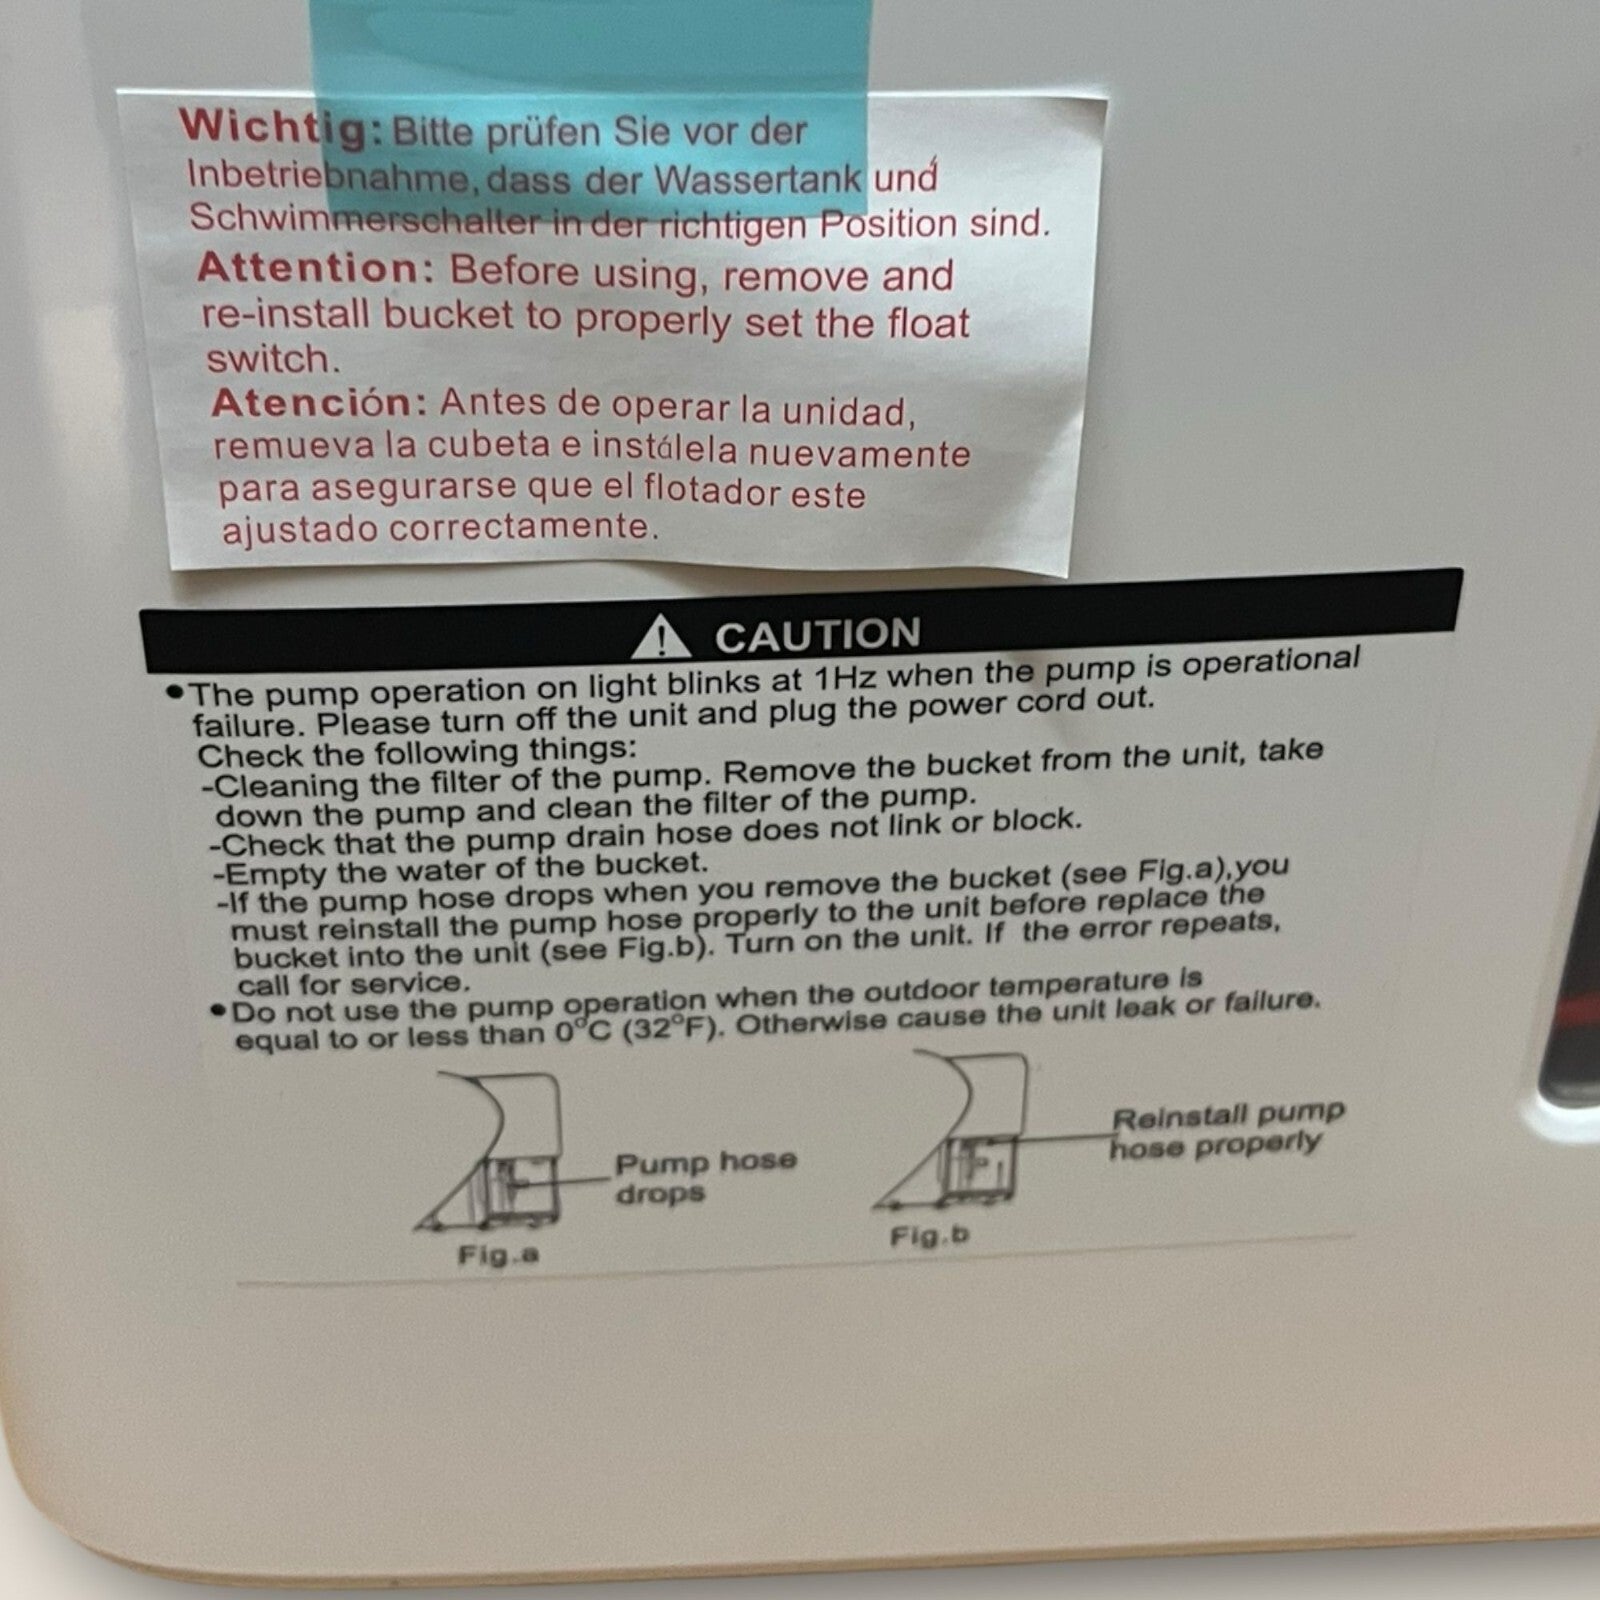 Wichtig: Bitte prüfen Sie vor der
Inbetriebnahme, dass der Wassertank und
Schwimmerschalter in der richtigen Position sind.
Attention: Before using, remove and
re-install bucket to properly set the float
switch.
Atención: Antes de operar la unidad,
remueva la cubeta e instálela nuevamente
para asegurarse que el flotador este
ajustado correctamente.
CAUTION
•The pump operation on light blinks at 1Hz when the pump is operational
failure. Please turn off the unit and plug the power cord out.
Check the following things:
-Cleaning the filter of the pump. Remove the bucket from the unit, take
down the pump and clean the filter of the pump.
-Check that the pump drain hose does not link or block.
-Empty the water of the bucket.
-If the pump hose drops when you remove the bucket (see Fig.a),you
must reinstall the pump hose properly to the unit before replace the
bucket into the unit (see Fig.b). Turn on the unit. If the error repeats,
call for service.
•Do not use the pump operation when the outdoor temperature is
equal to or less than 0°C (32°F). Otherwise cause the unit leak or failure.
Pump hose
drops
Fig.a
Reinstall pump
hose properly
Fig.b